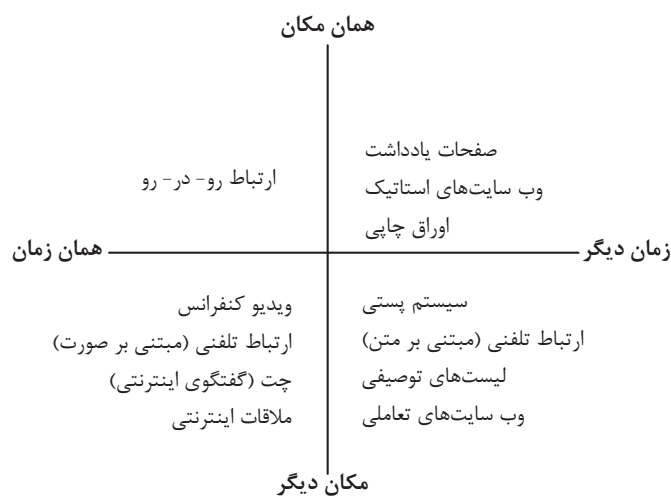 همان مکان
صفحات یادداشت
وب سایت‌های استاتیک
اوراق چاپی
ارتباط رو- در- رو
زمان دیگر
همان زمان
سیستم پستی
ارتباط تلفنی (مبتنی بر متن)
لیست‌های توصیفی
وب سایت‌های تعاملی
ویدیو کنفرانس
ارتباط تلفنی (مبتنی بر صورت)
چت (گفتگوی اینترنتی)
ملاقات اینترنتی
مکان دیگر